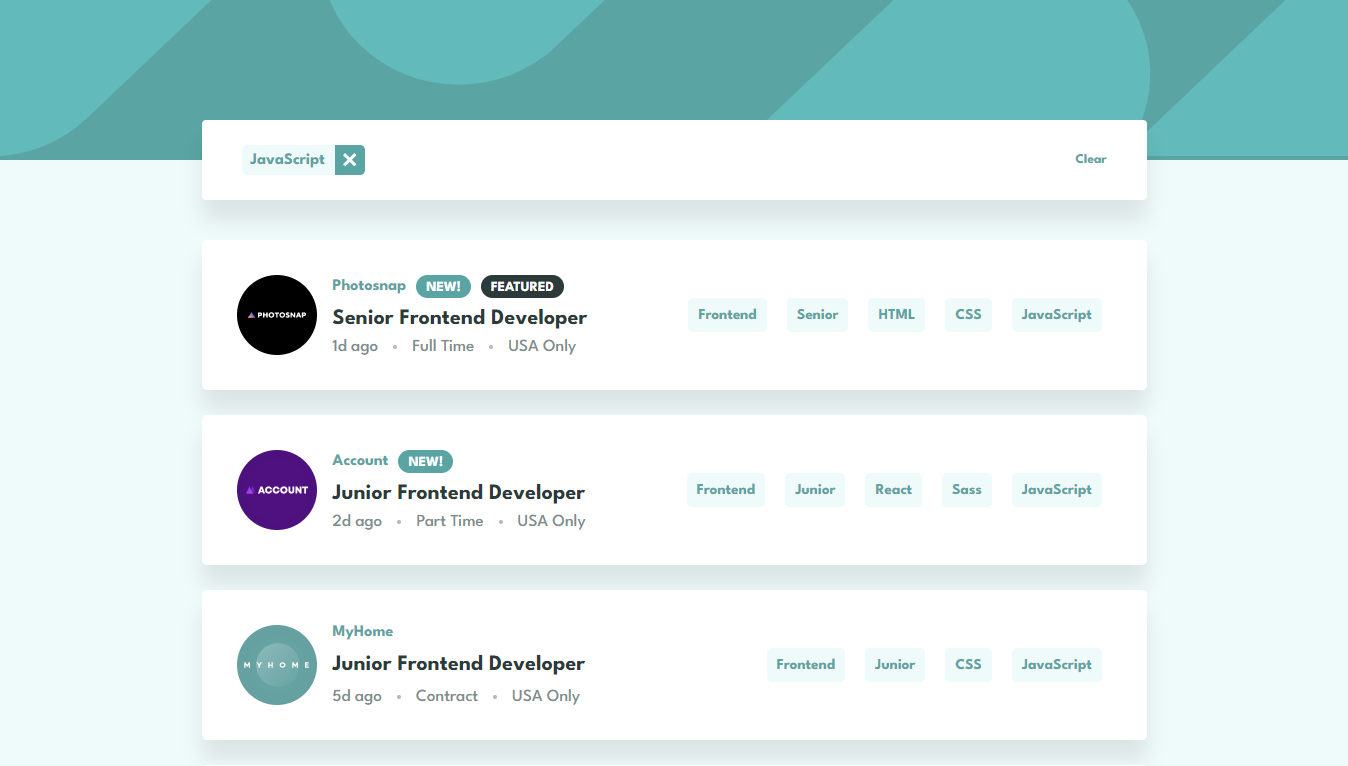 JavaScript
Clear
PHOTOSNAP
Photosnap NEW! FEATURED
Senior Frontend Developer
1d ago • Full Time • USA Only
Frontend Senior HTML CSS JavaScript
ACCOUNT
Account NEW!
Junior Frontend Developer
2d ago • Part Time • USA Only
Frontend Junior React Sass JavaScript
MYHOME
MyHome
Junior Frontend Developer
5d ago • Contract • USA Only
Frontend Junior CSS JavaScript